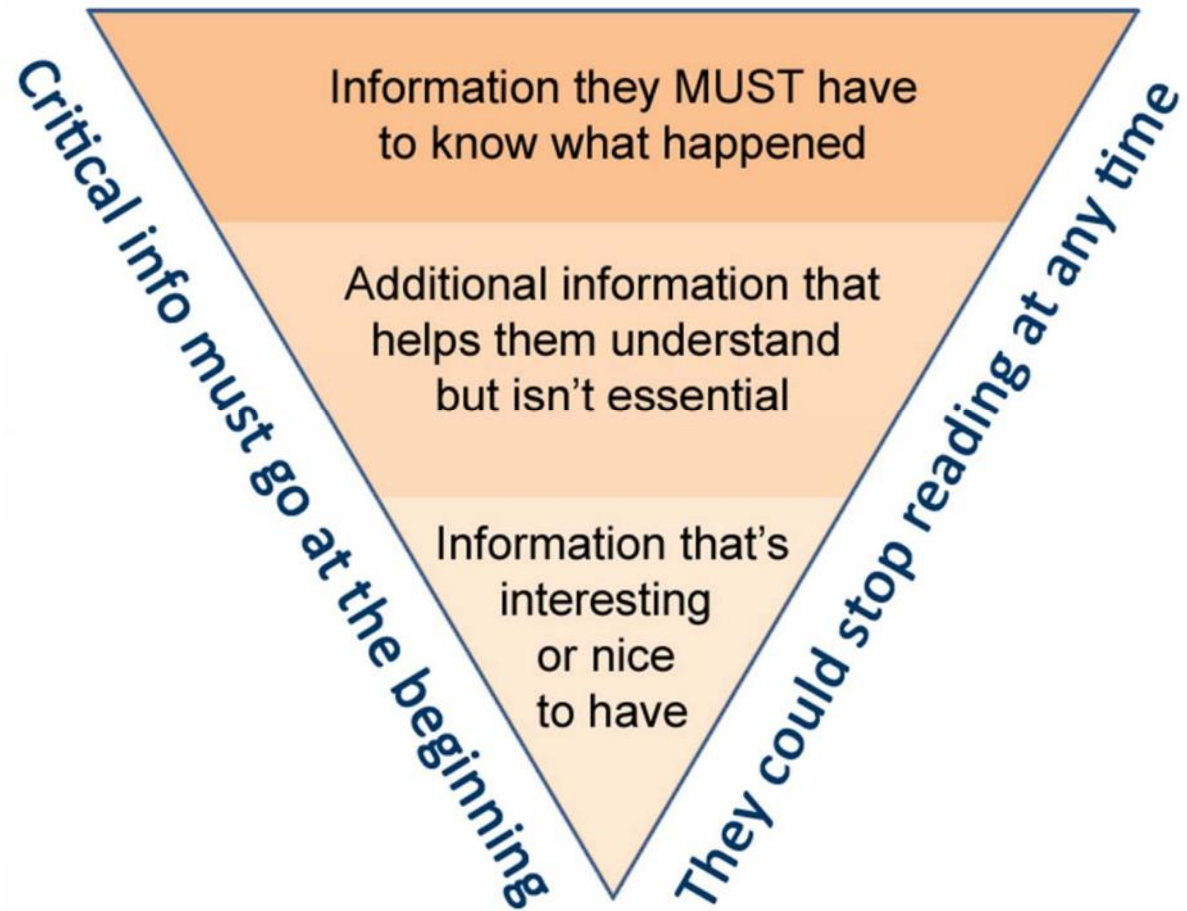 Critical info must go at the beginning
Information they MUST have
to know what happened
Additional information that
helps them understand
but isn’t essential
Information that’s
interesting
or nice
to have
They could stop reading at any time